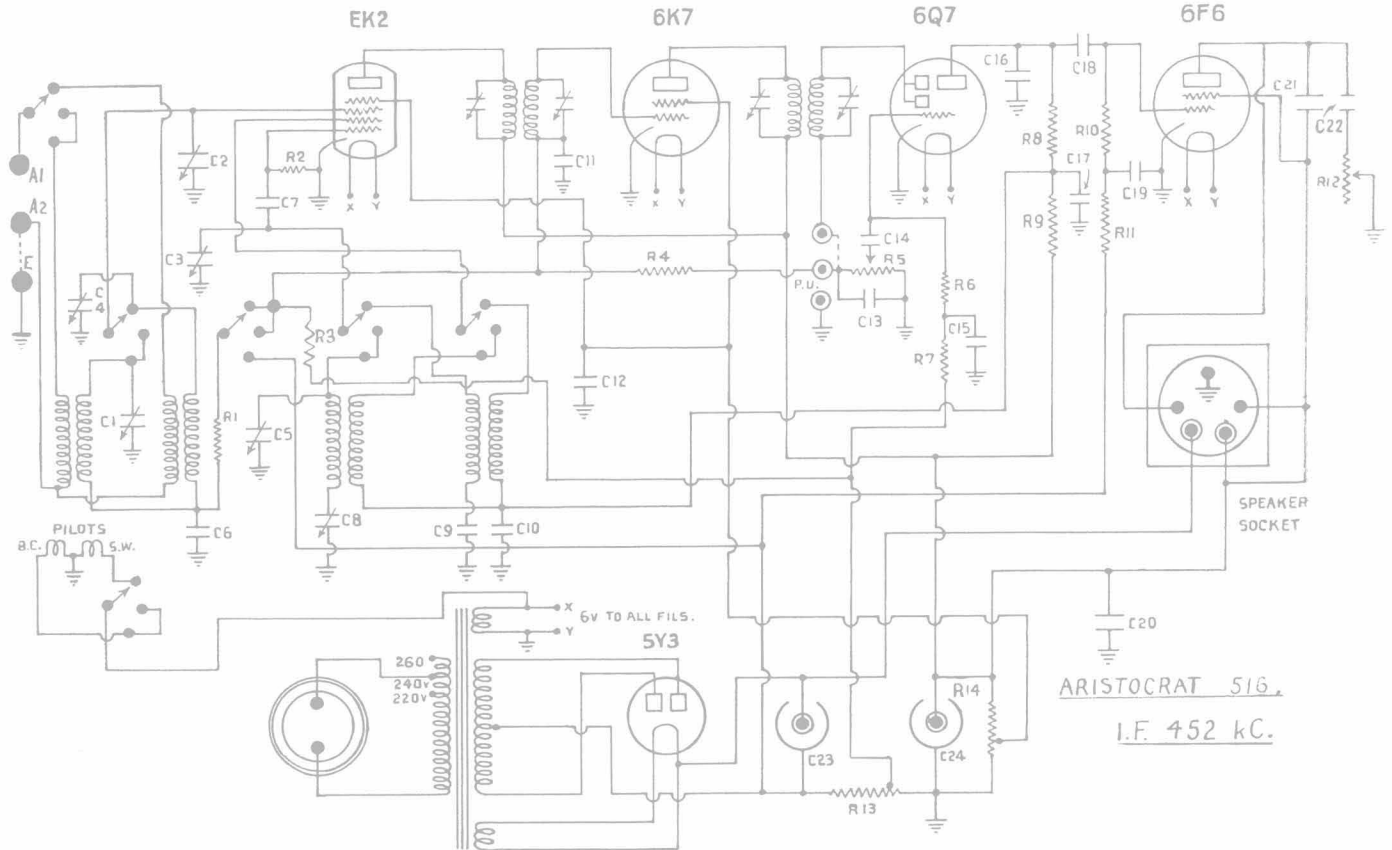 EK2
6K7
6Q7
6F6
C16
C18
C21
C22
A1
C2
R2
C11
R8
R10
C17
C19
R12
X Y
X Y
X Y
X Y
A2
C7
C14
R9
R11
C3
R4
R5
E
P.U.
R6
C
4
C13
C15
R3
R7
C12
C1
R1
C5
SPEAKER
SOCKET
PILOTS
B.C.
S.W.
C6
C8
C9
C10
X
6V TO ALL FILS.
Y
C20
5Y3
260
240v
220v
R14
ARISTOCRAT 516.
C23
C24
I.F. 452 kC.
R13